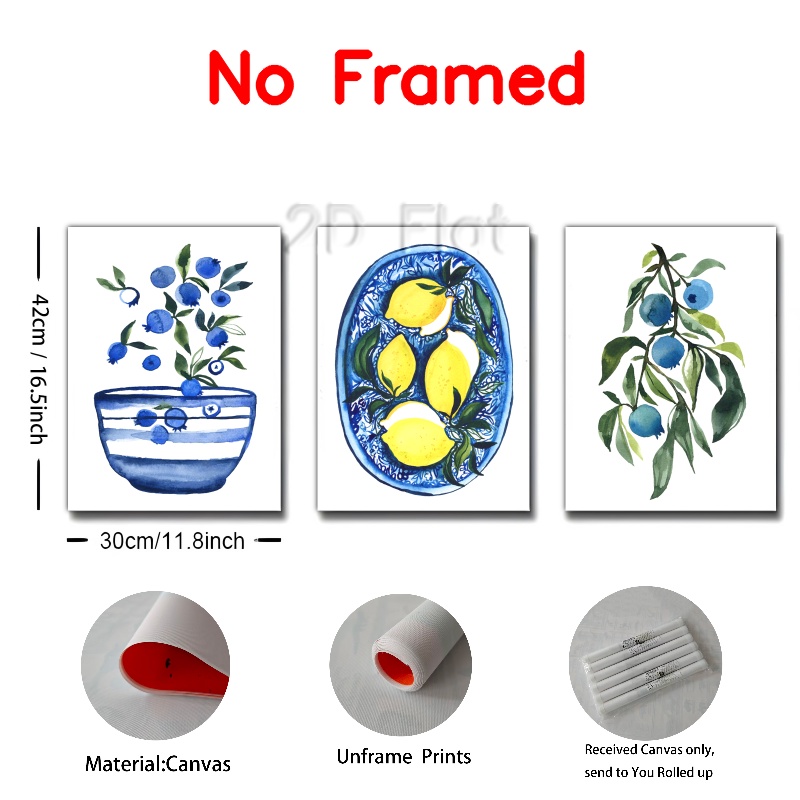 No Framed
2D Flat
42cm / 16.5inch
30cm/11.8inch
Material:Canvas
Unframe Prints
Received Canvas only,
send to You Rolled up